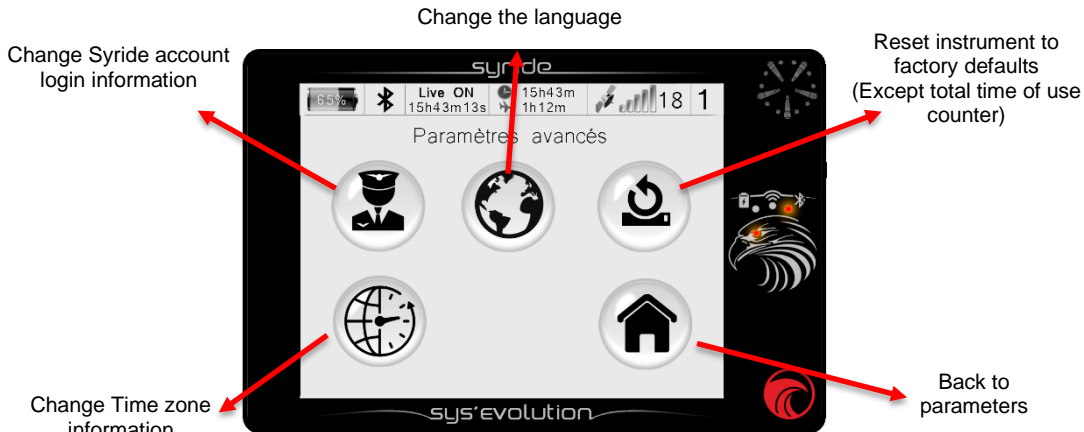 Change the language
Change Syride account
login information
Reset instrument to
factory defaults
(Except total time of use
counter)
syride
65%
Live ON
15h43m13s
15h43m
1h12m
18
1
Paramètres avancés
Change Time zone
information
Back to
parameters
sys'evolution